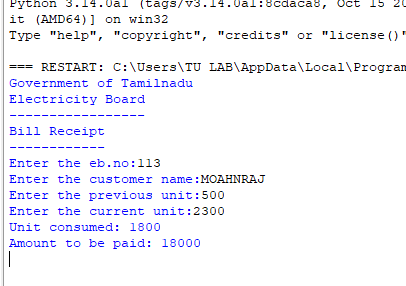 Python 3.14.0a1 (tags/v3.14.0a1:8cdaca8, Oct 15 20
it (AMD64)] on win32
Type "help", "copyright", "credits" or "license()"
=== RESTART: C:\Users\TU LAB\AppData\Local\Program
Government of Tamilnadu
Electricity Board
-----------------
Bill Receipt
------------
Enter the eb.no:113
Enter the customer name:MOAHNRAJ
Enter the previous unit:500
Enter the current unit:2300
Unit consumed: 1800
Amount to be paid: 18000